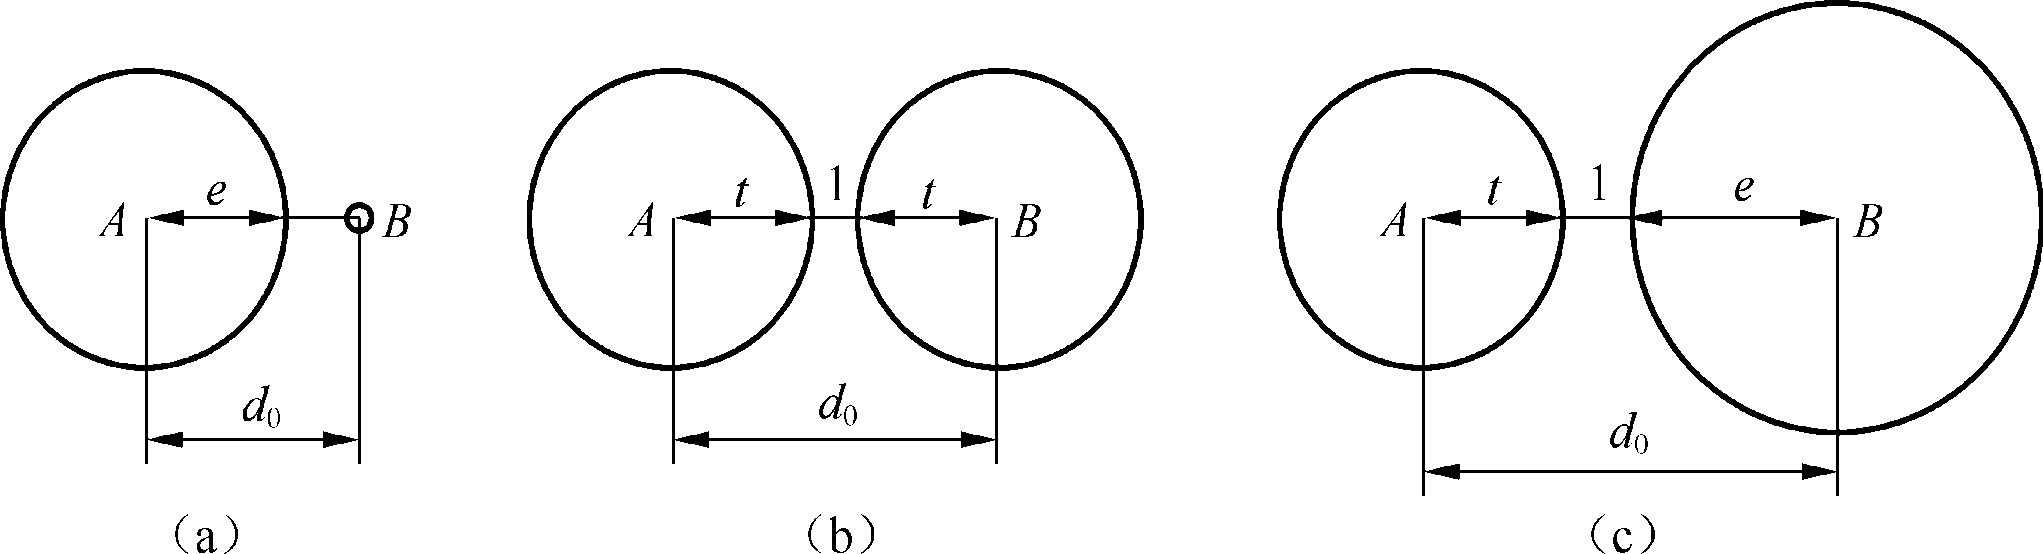 A e B
d₀
(a)
A t 1 t B
d₀
(b)
A t 1 e B
d₀
(c)